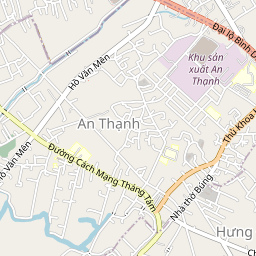 Đại lộ Bình D
Hồ Văn Mên
Khu sản
xuất An
Thạnh
An Thạnh
Thủ Khoa
Hồ Văn Mên
Đường Cách Mạng Tháng Tám
Nhà thờ Búng
Hưng